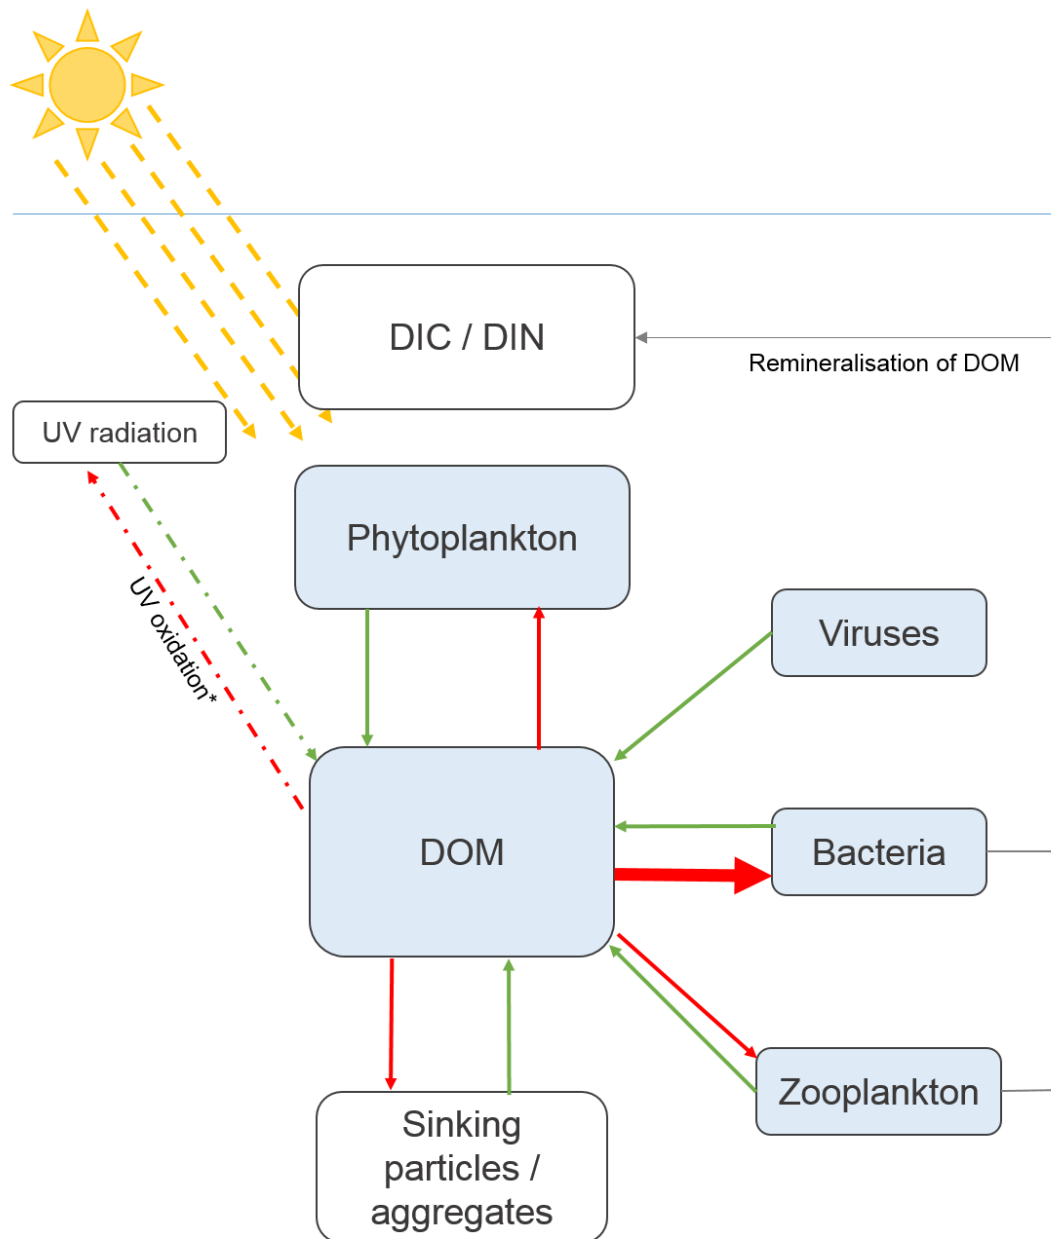 DIC / DIN
Remineralisation of DOM
UV radiation
Phytoplankton
UV oxidation*
Viruses
DOM
Bacteria
Zooplankton
Sinking
particles /
aggregates